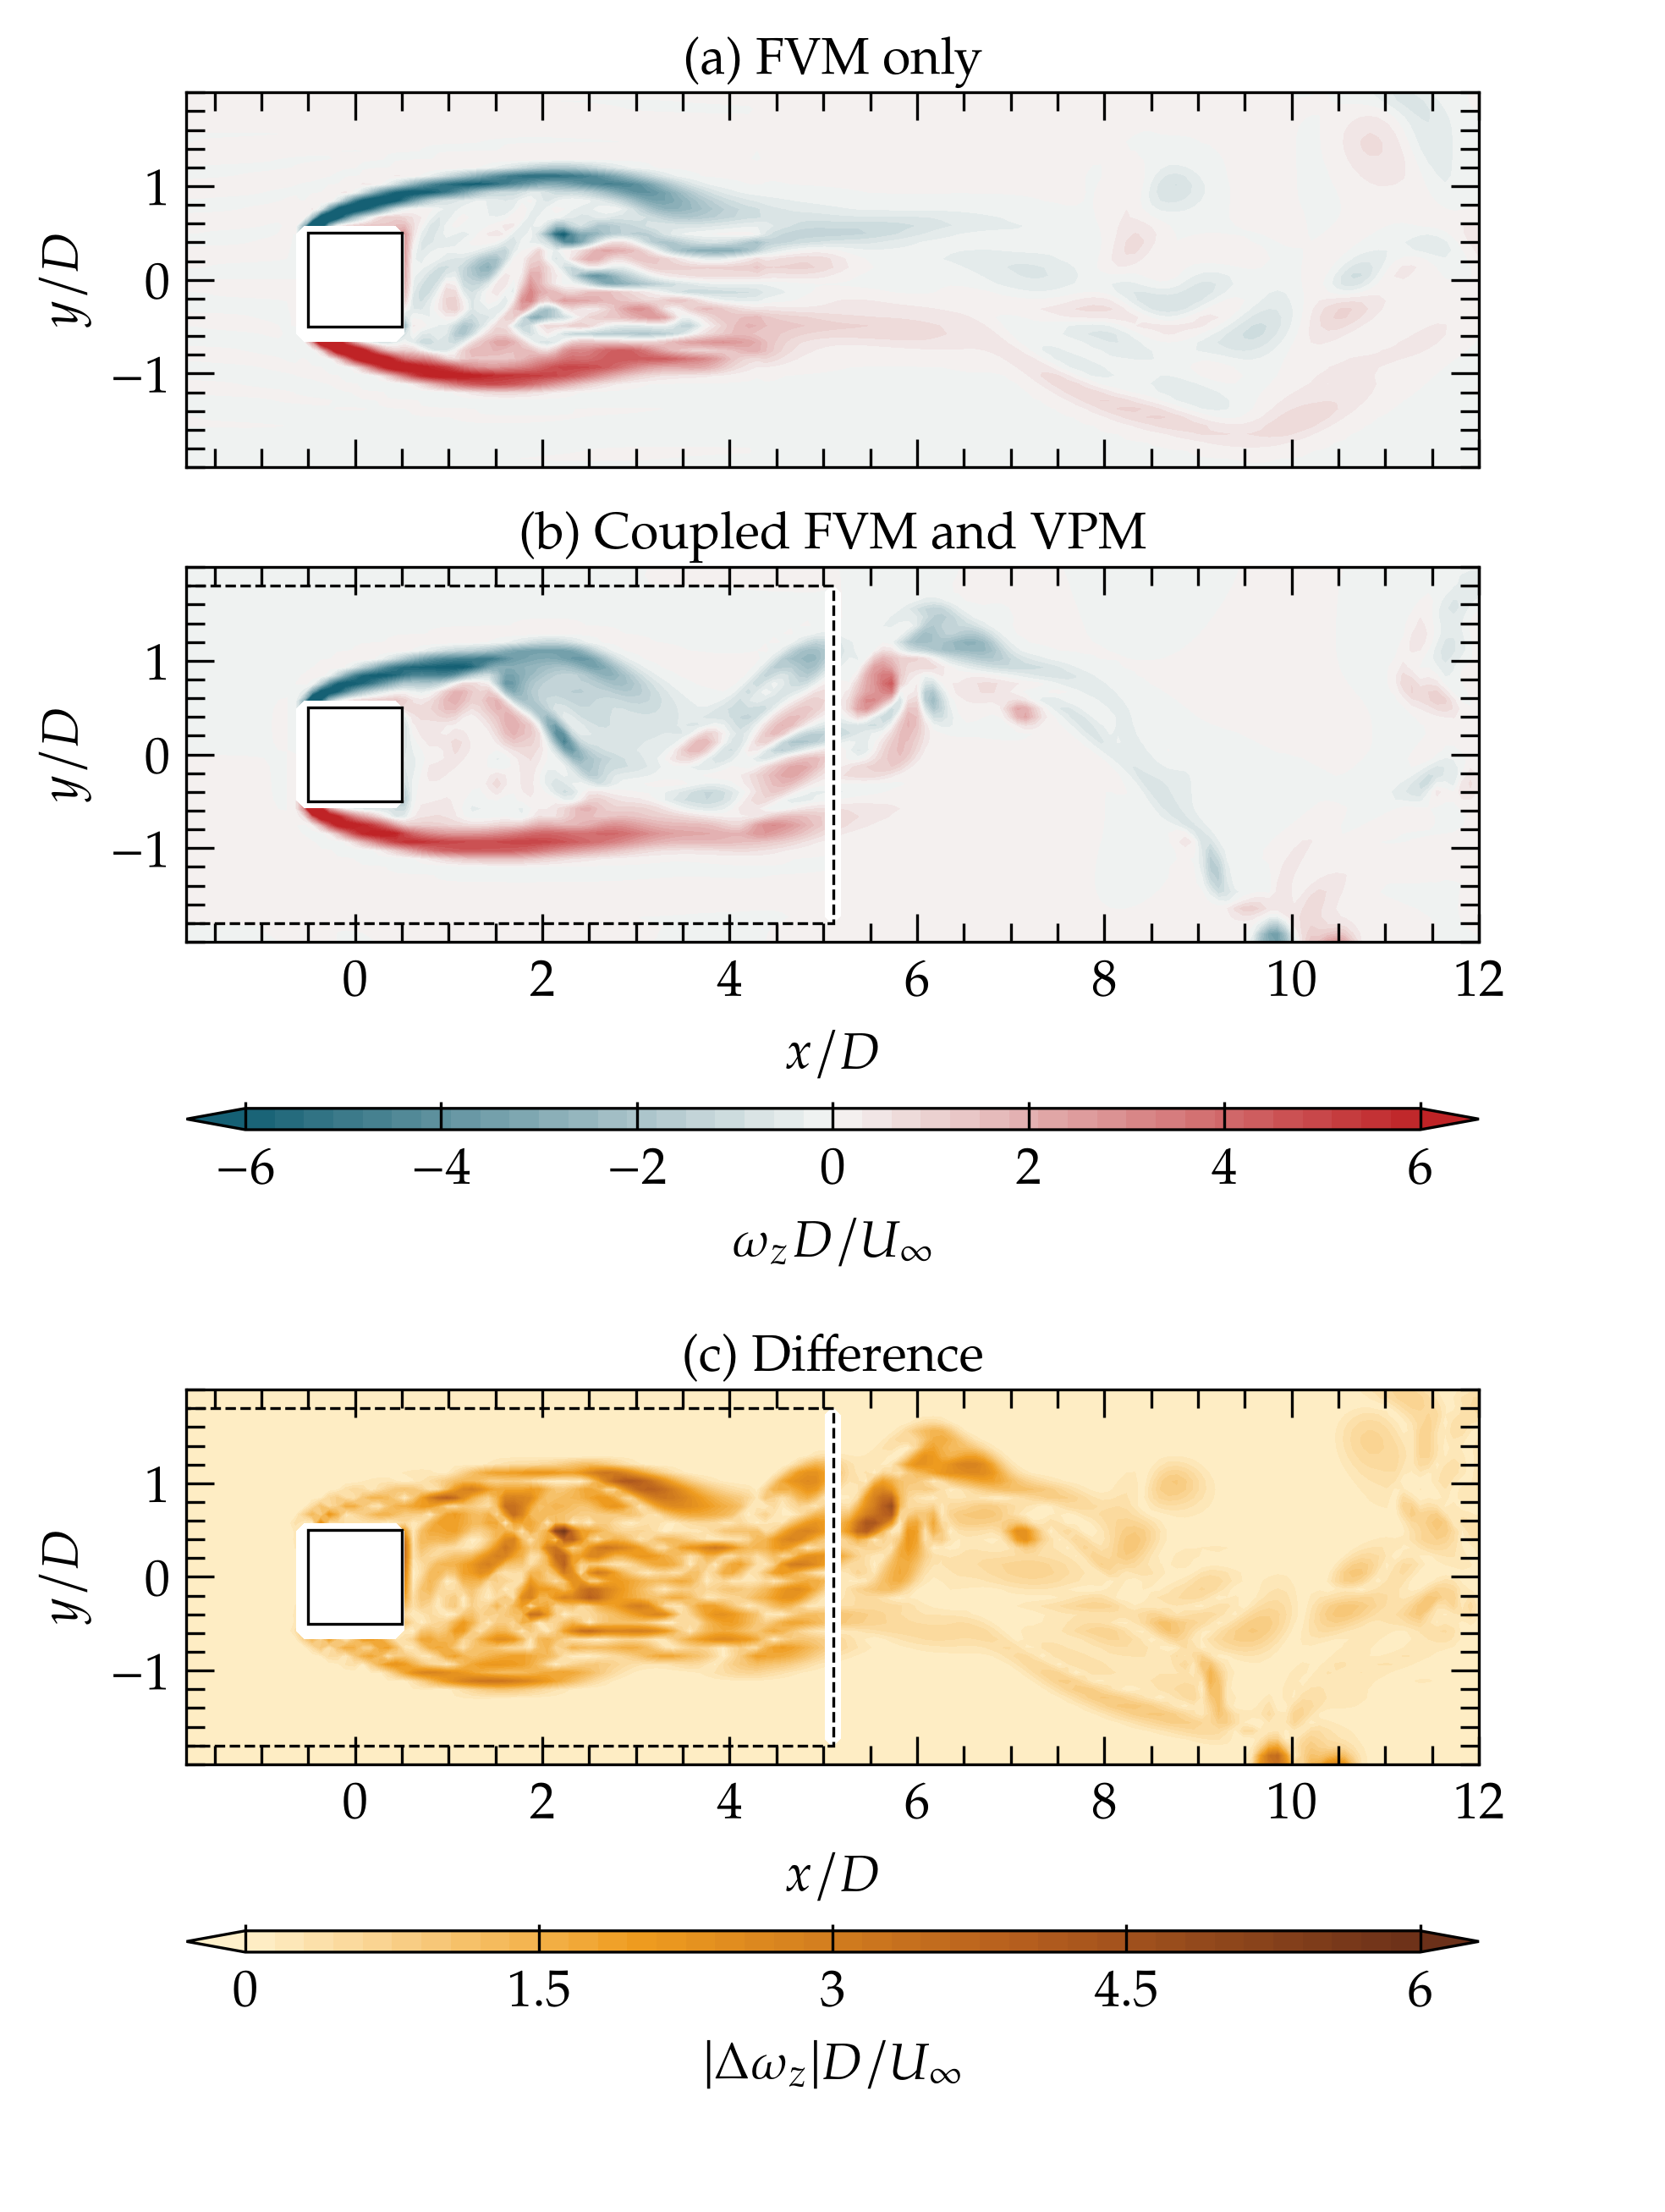 (a) FVM only
1
0
−1
y/D
(b) Coupled FVM and VPM
1
0
−1
y/D
0 2 4 6 8 10 12
x/D
−6 −4 −2 0 2 4 6
ω_z D/U_∞
(c) Difference
1
0
−1
y/D
0 2 4 6 8 10 12
x/D
0 1.5 3 4.5 6
|Δω_z|D/U_∞